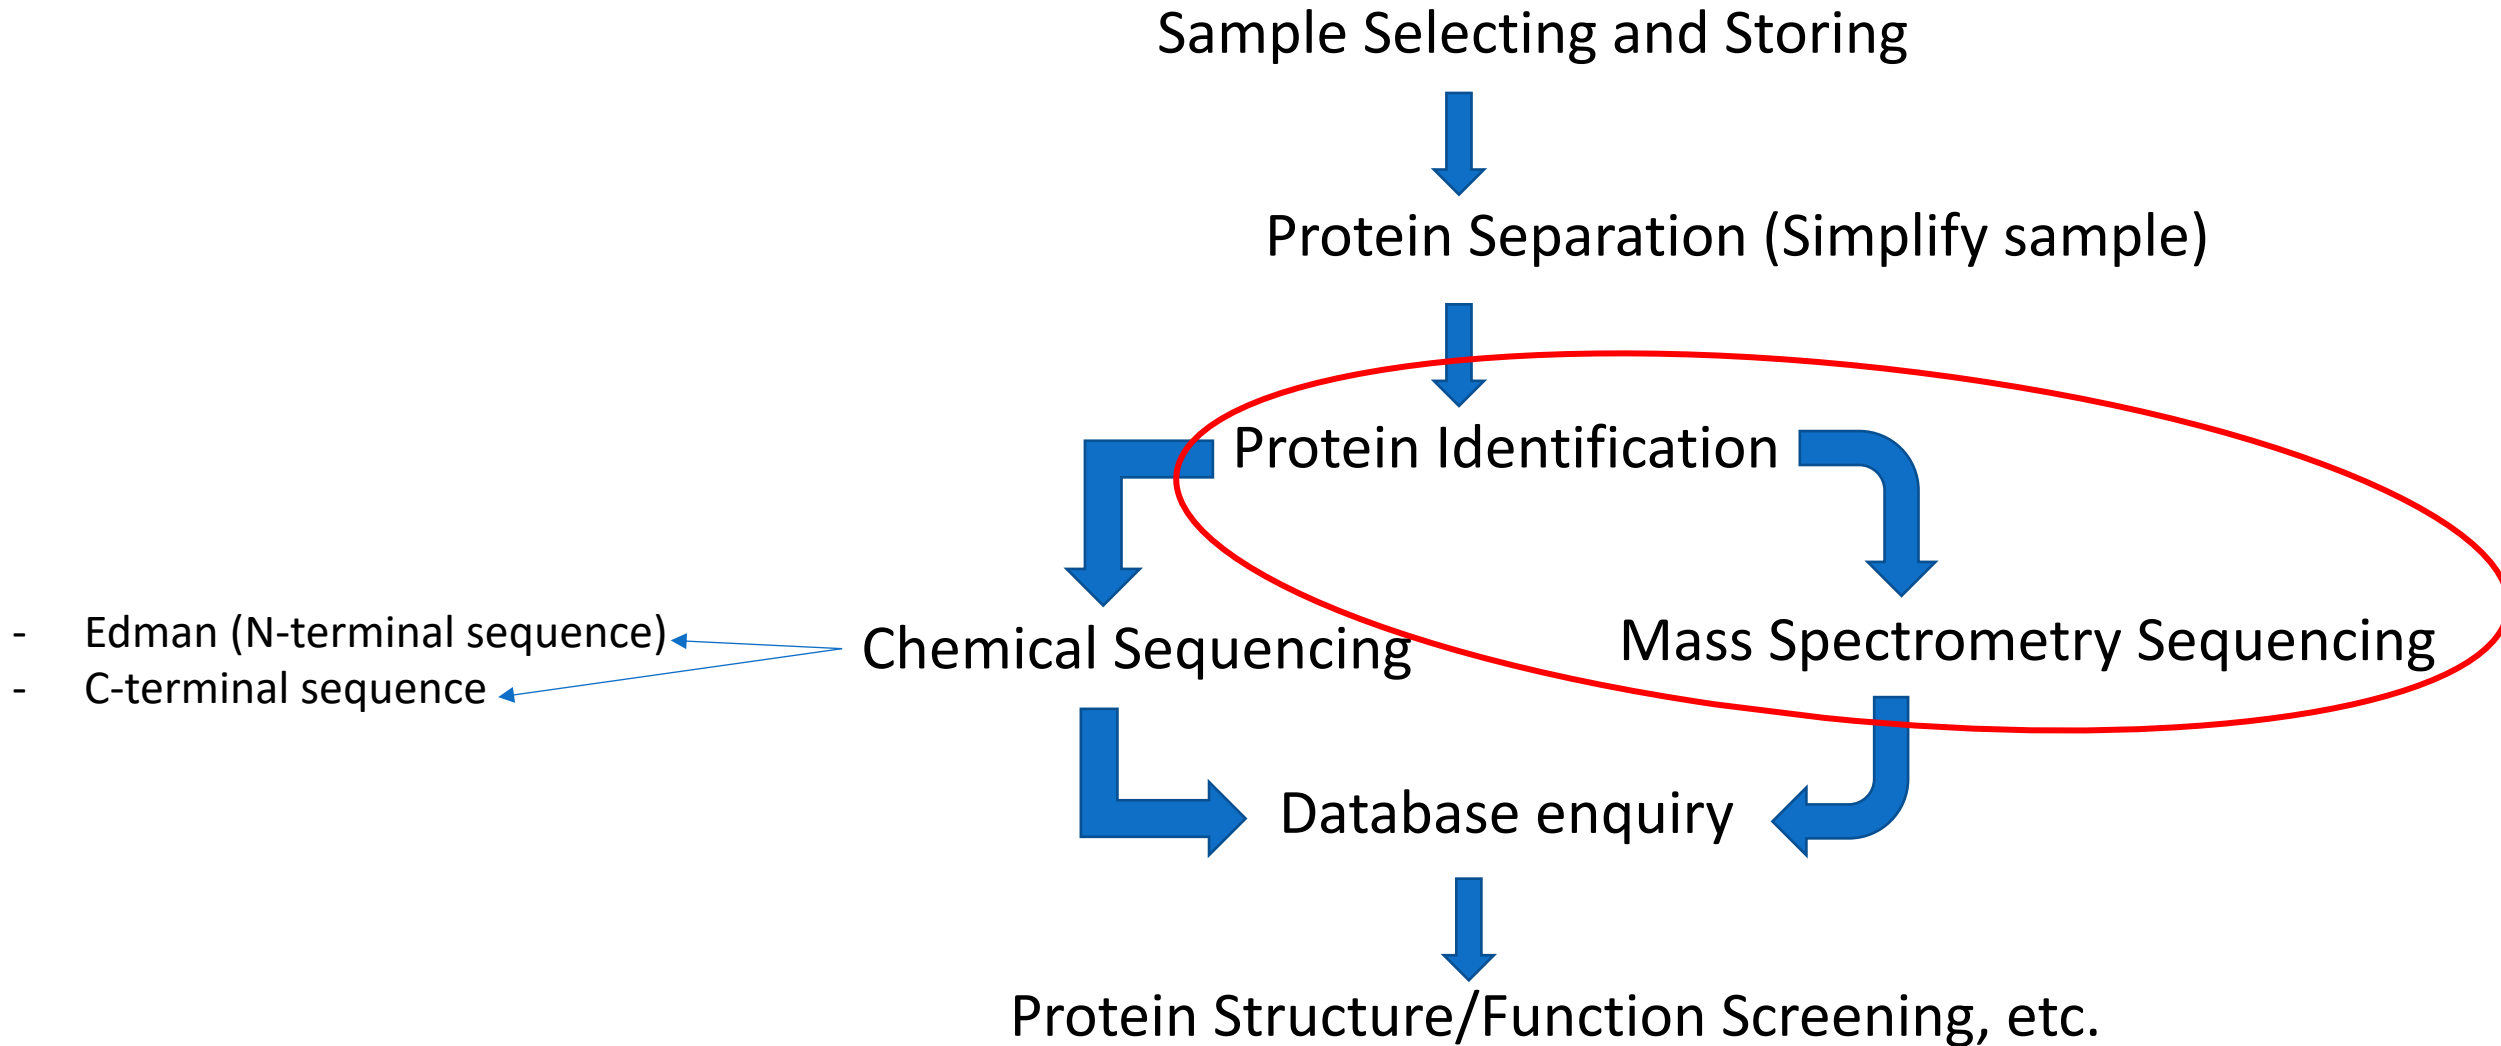 Sample Selecting and Storing
Protein Separation (Simplify sample)
Protein Identification
- Edman (N-terminal sequence)
- C-terminal sequence
Chemical Sequencing
Mass Spectrometry Sequencing
Database enquiry
Protein Structure/Function Screening, etc.